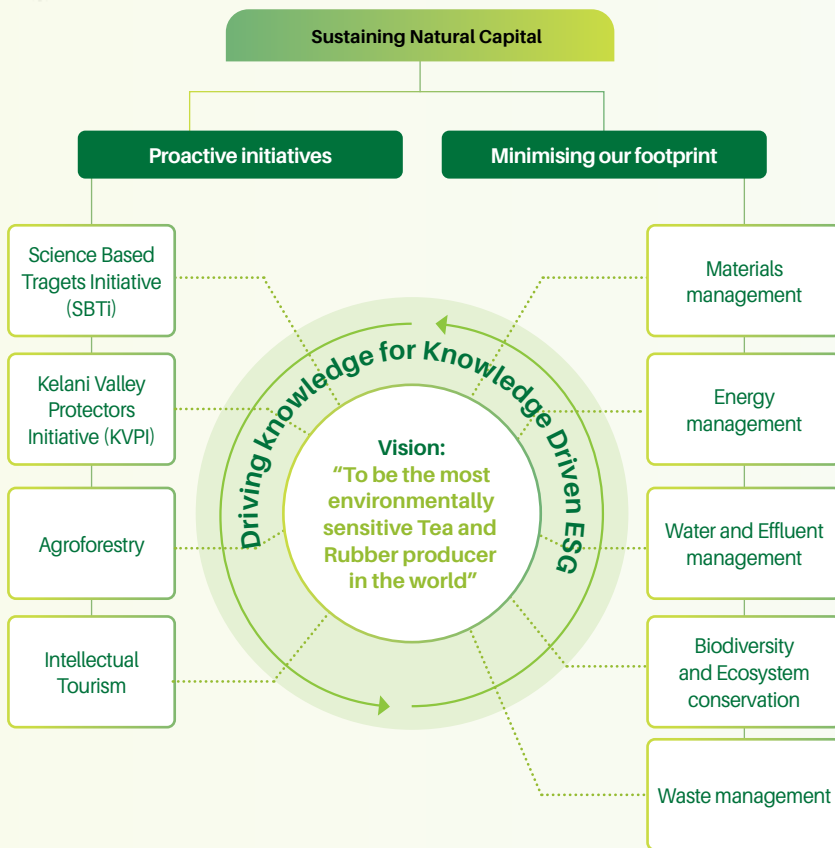 Sustaining Natural Capital
Proactive initiatives
Minimising our footprint
Science Based
Tragets Initiative
(SBTi)
Kelani Valley
Protectors
Initiative (KVPI)
Agroforestry
Intellectual
Tourism
Driving knowledge for Knowledge Driven ESG
Vision:
“To be the most
environmentally
sensitive Tea and
Rubber producer
in the world”
Materials
management
Energy
management
Water and Effluent
management
Biodiversity
and Ecosystem
conservation
Waste management